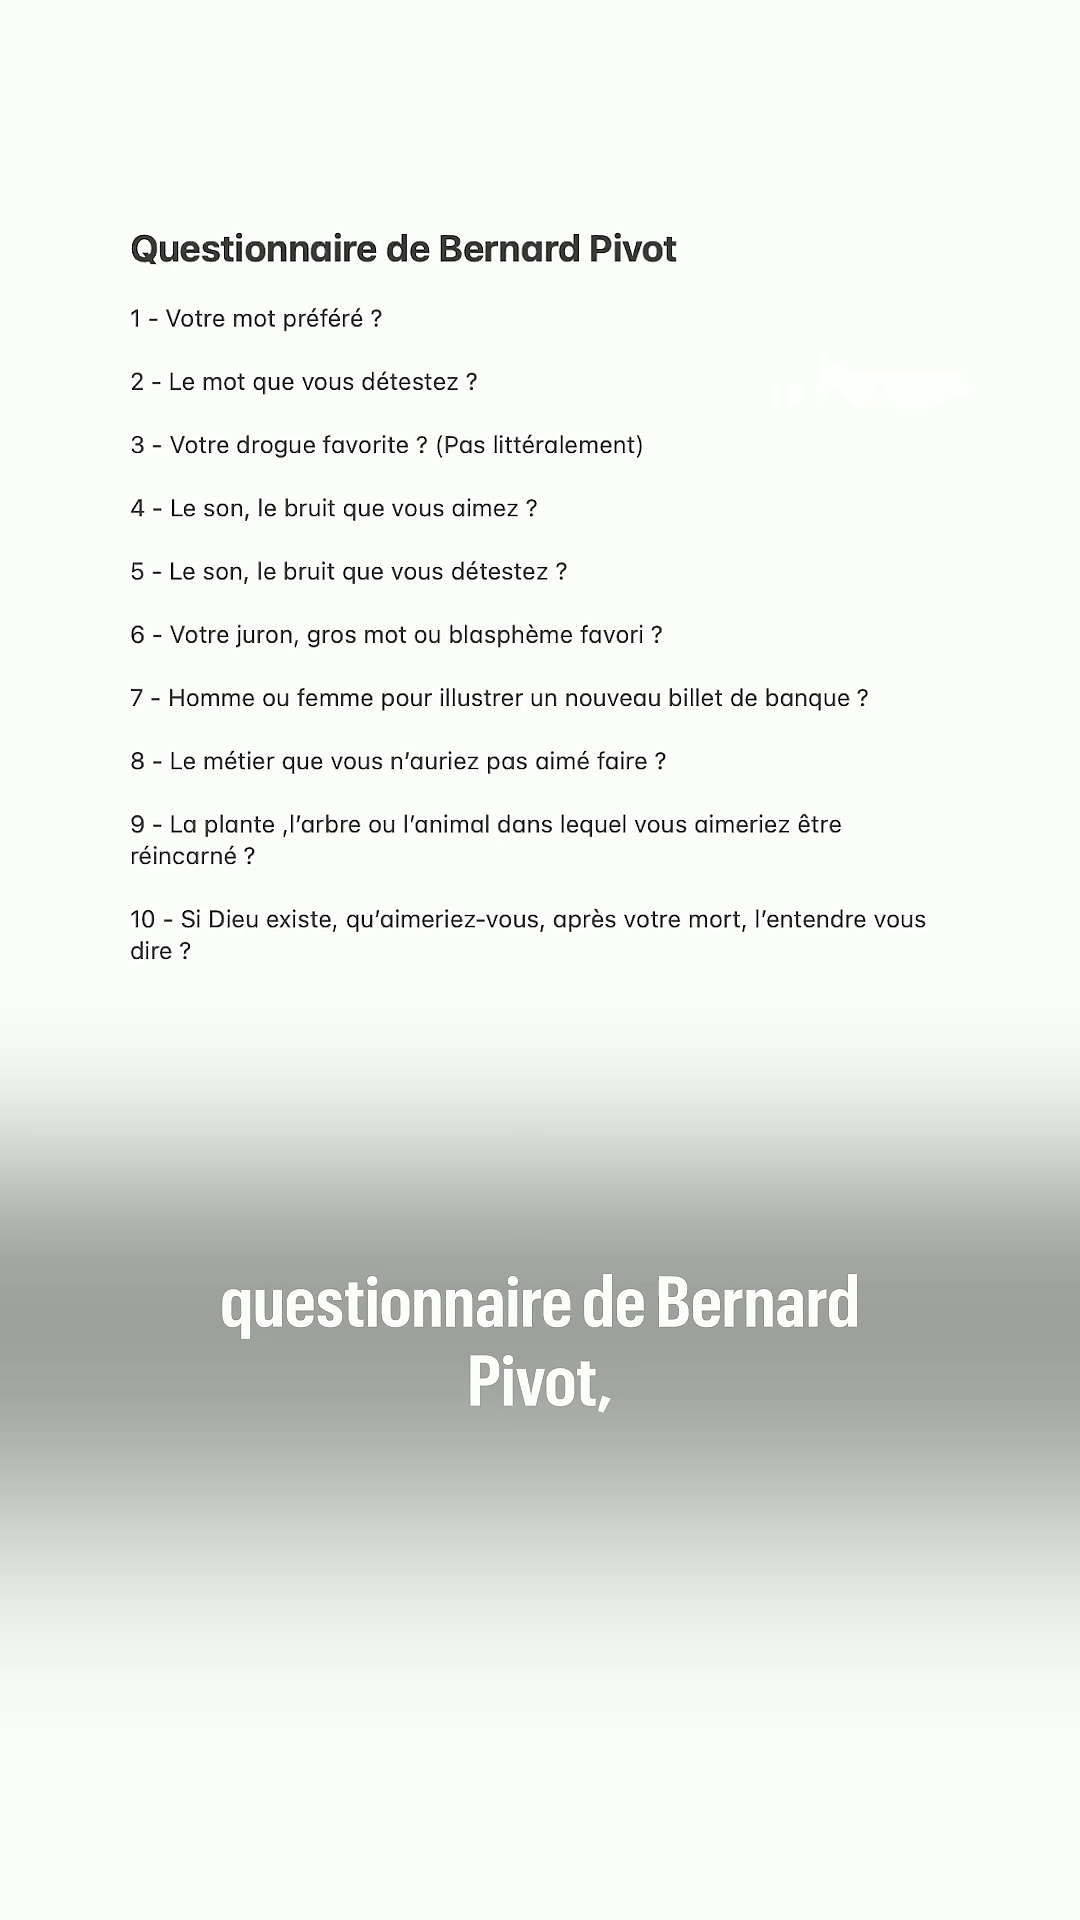 Questionnaire de Bernard Pivot
1 - Votre mot préféré ?
2 - Le mot que vous détestez ?
3 - Votre drogue favorite ? (Pas littéralement)
4 - Le son, le bruit que vous aimez ?
5 - Le son, le bruit que vous détestez ?
6 - Votre juron, gros mot ou blasphème favori ?
7 - Homme ou femme pour illustrer un nouveau billet de banque ?
8 - Le métier que vous n’auriez pas aimé faire ?
9 - La plante ,l’arbre ou l’animal dans lequel vous aimeriez être
réincarné ?
10 - Si Dieu existe, qu’aimeriez-vous, après votre mort, l’entendre vous
dire ?
questionnaire de Bernard
Pivot,